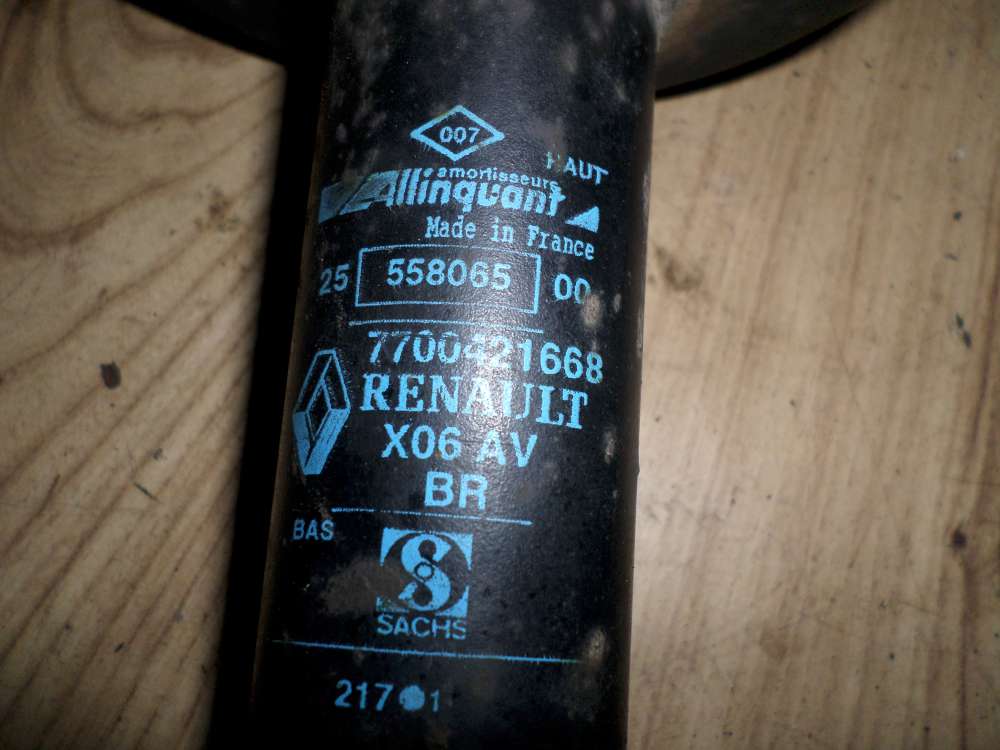 007
HAUT
amortisseurs
Allinquant
Made in France
25 558065 00
7700421668
RENAULT
X06 AV
BR
BAS
S
SACHS
217 1